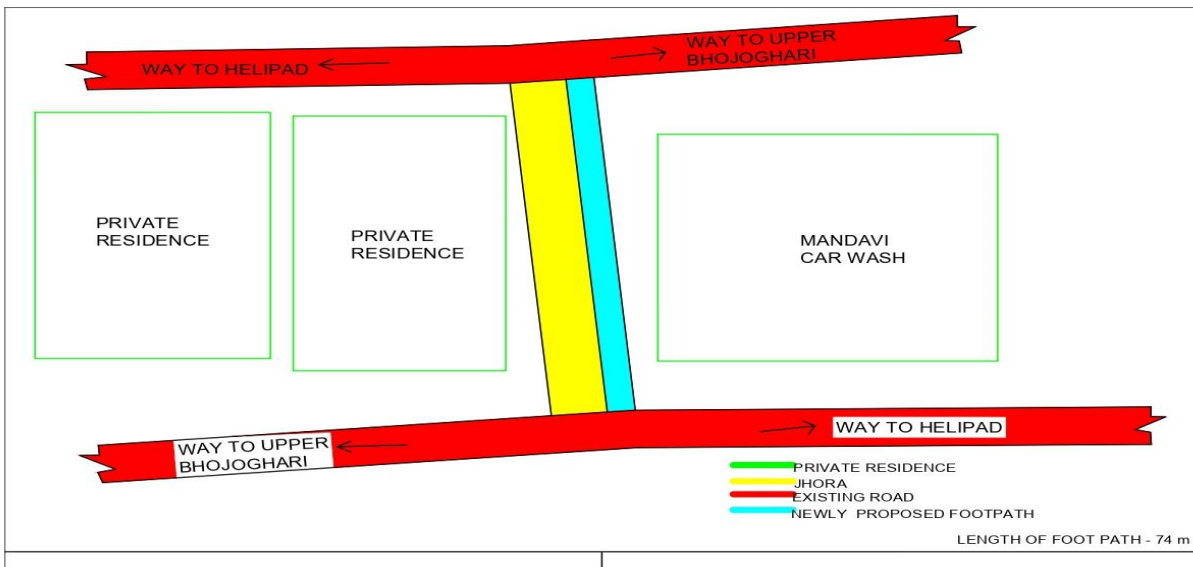 WAY TO HELIPAD
WAY TO UPPER
BHOJOGHARI
PRIVATE
RESIDENCE
PRIVATE
RESIDENCE
MANDAVI
CAR WASH
WAY TO UPPER
BHOJOGHARI
WAY TO HELIPAD
PRIVATE RESIDENCE
JHORA
EXISTING ROAD
NEWLY PROPOSED FOOTPATH
LENGTH OF FOOT PATH - 74 m